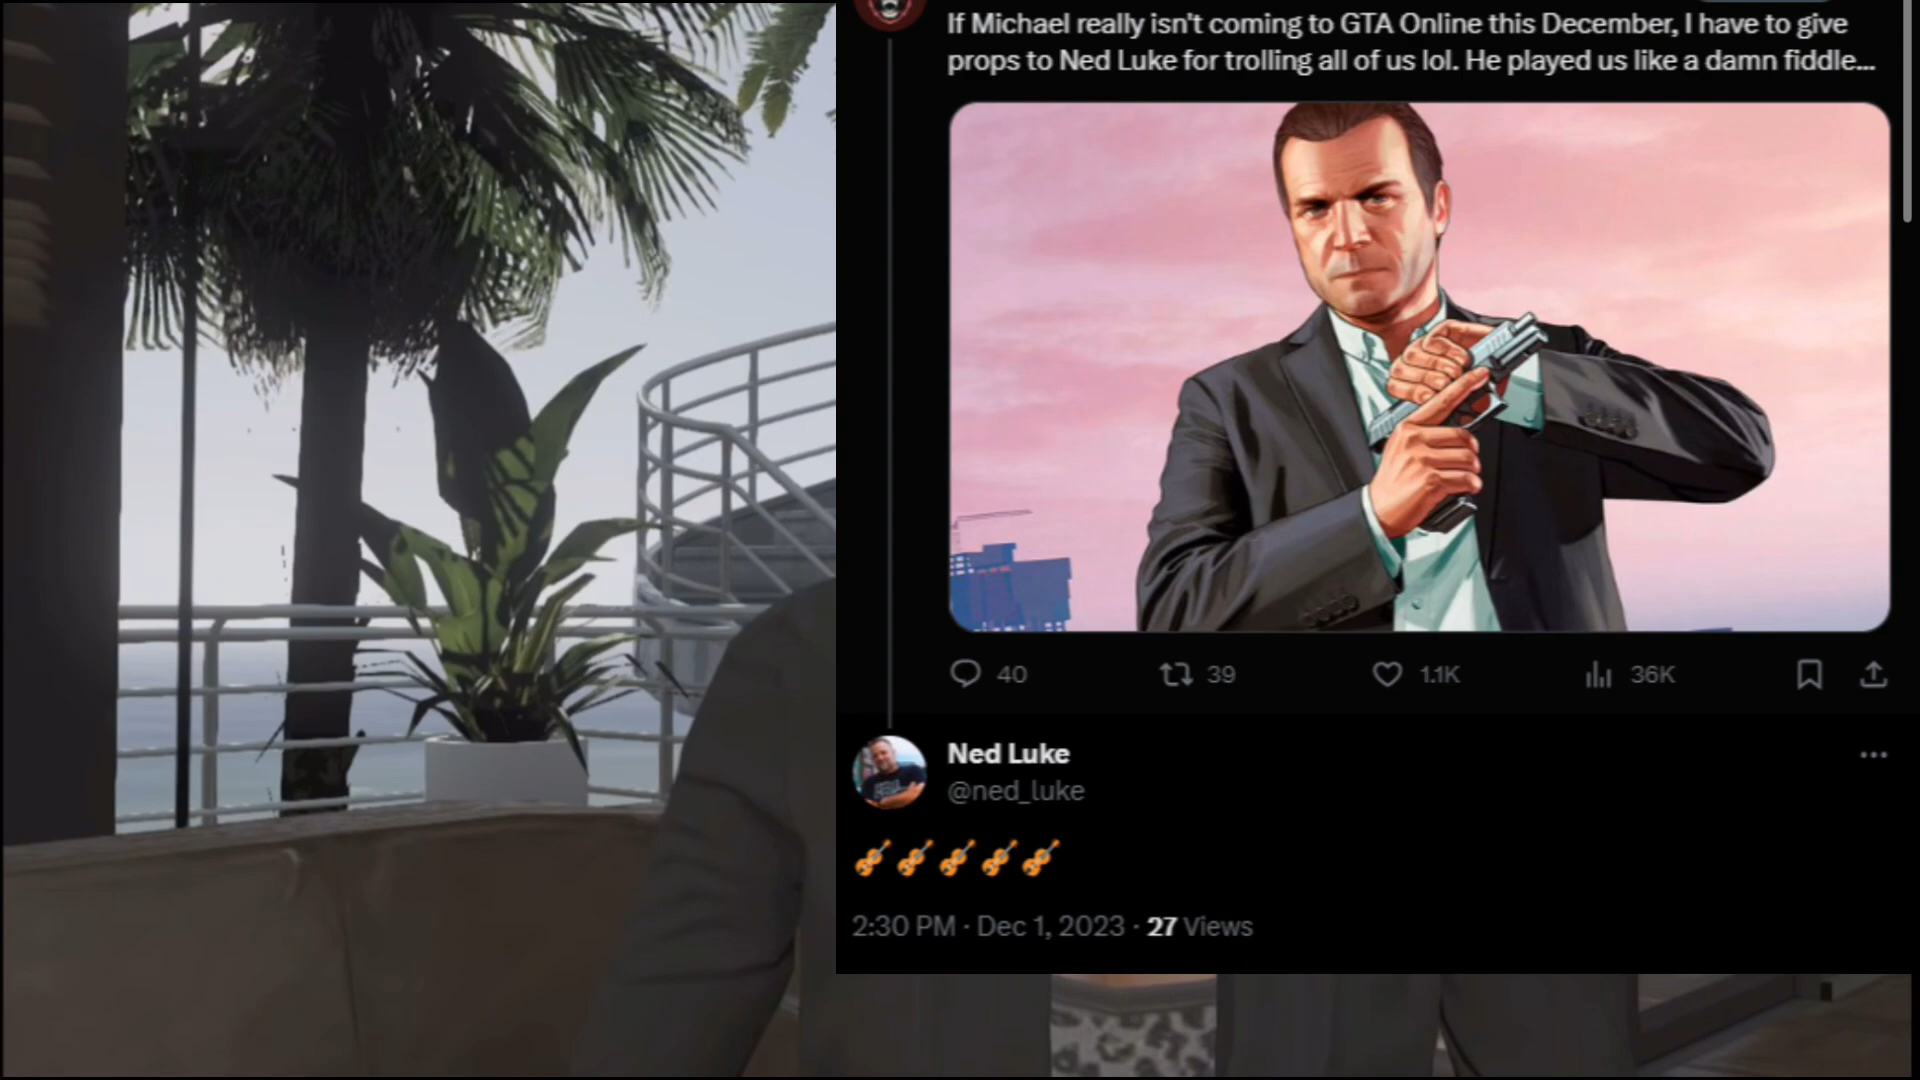 If Michael really isn't coming to GTA Online this December, I have to give
props to Ned Luke for trolling all of us lol. He played us like a damn fiddle...
40 39 1.1K 36K
Ned Luke
@ned_luke
🎻🎻🎻🎻🎻
2:30 PM · Dec 1, 2023 · 27 Views